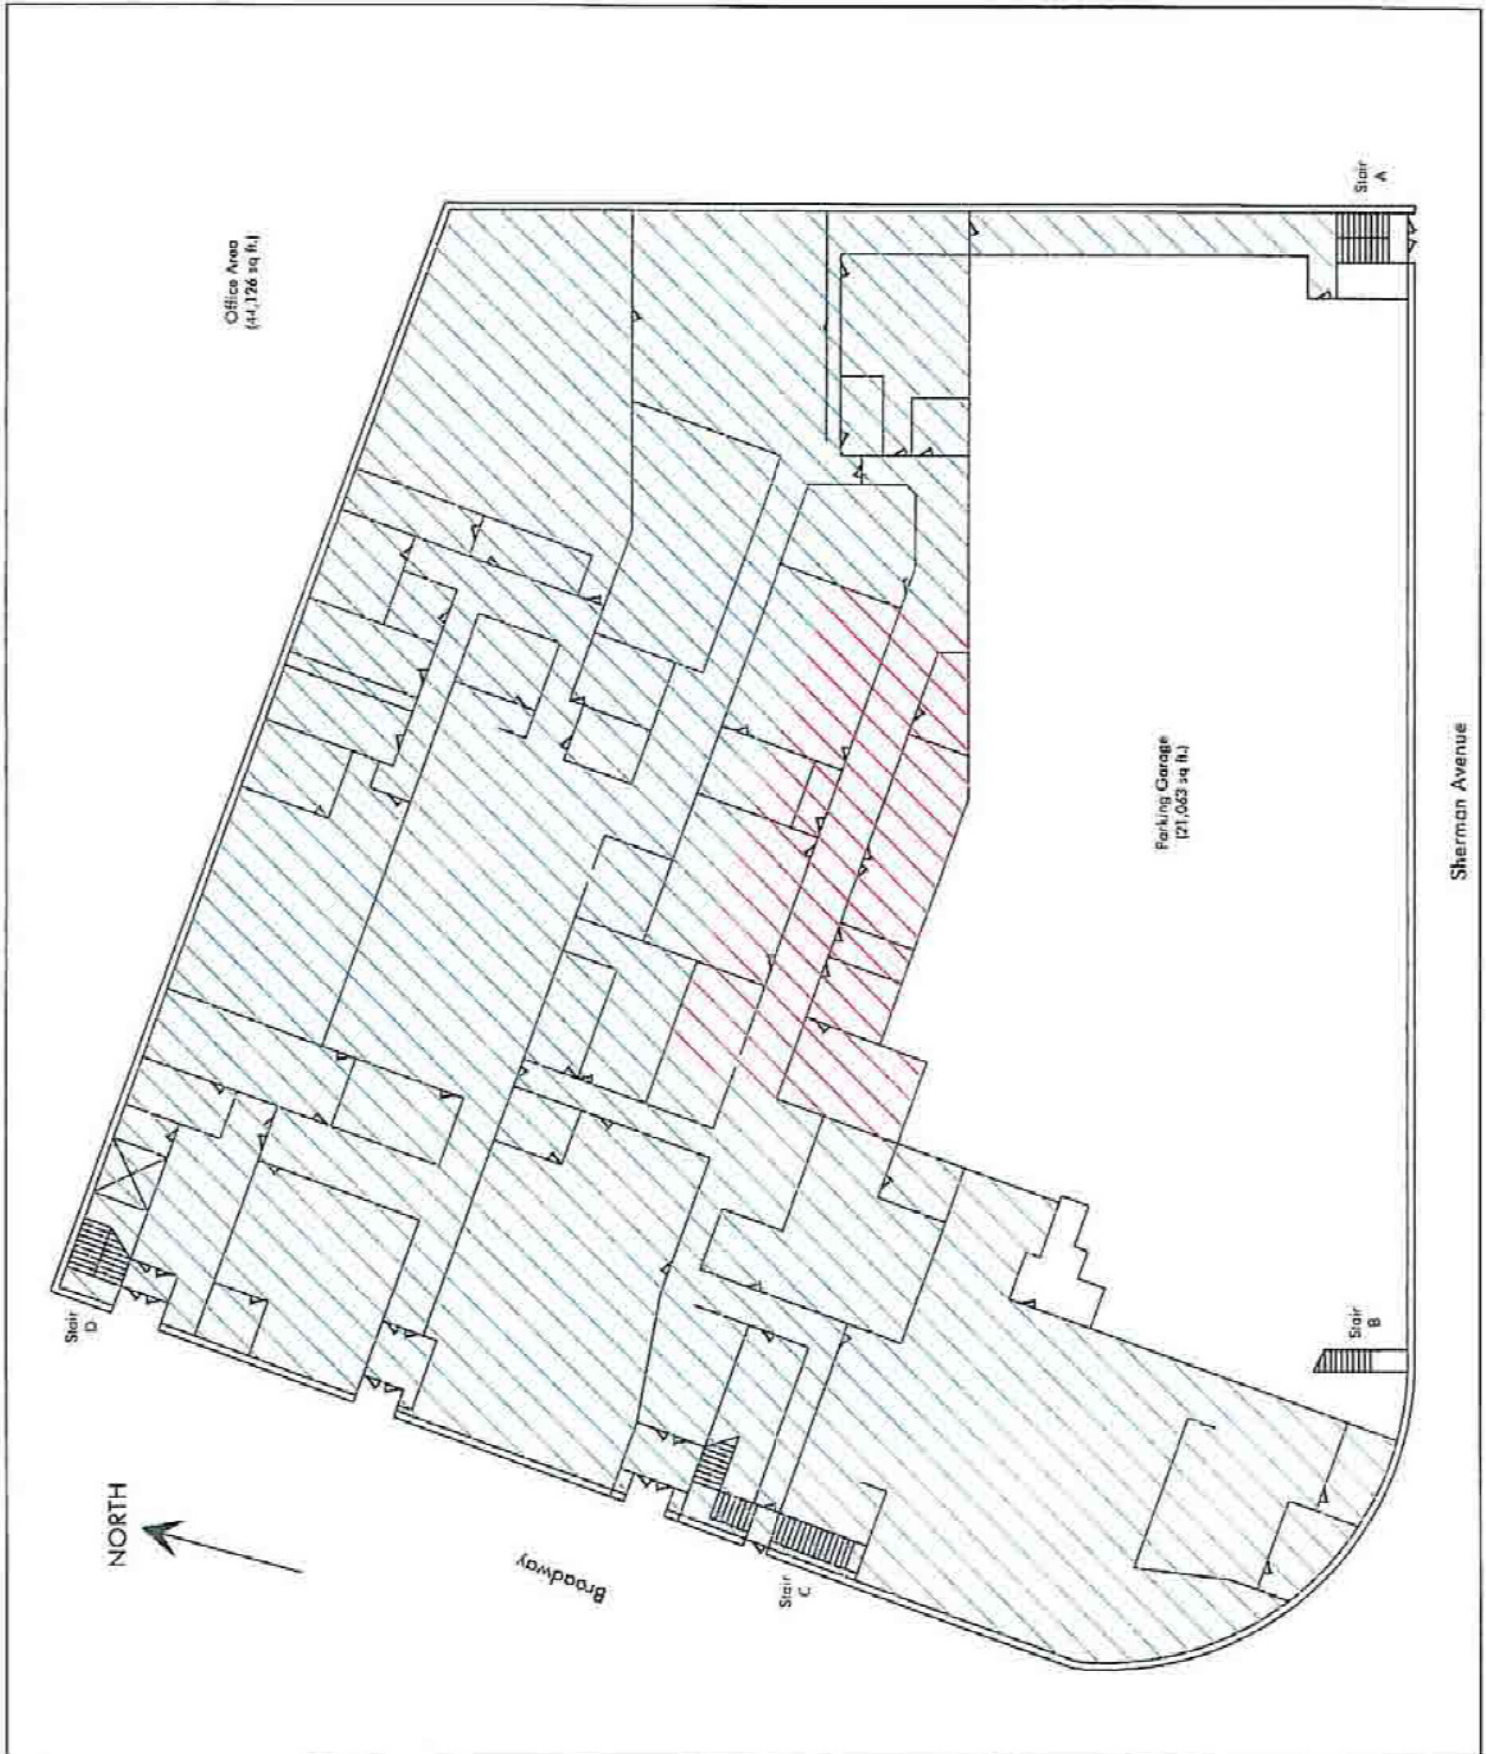 Office Area
(44,126 sq ft.)
Stair
A
Parking Garage
(21,063 sq ft.)
Sherman Avenue
Stair
B
Stair
D
NORTH
Broadway
Stair
C